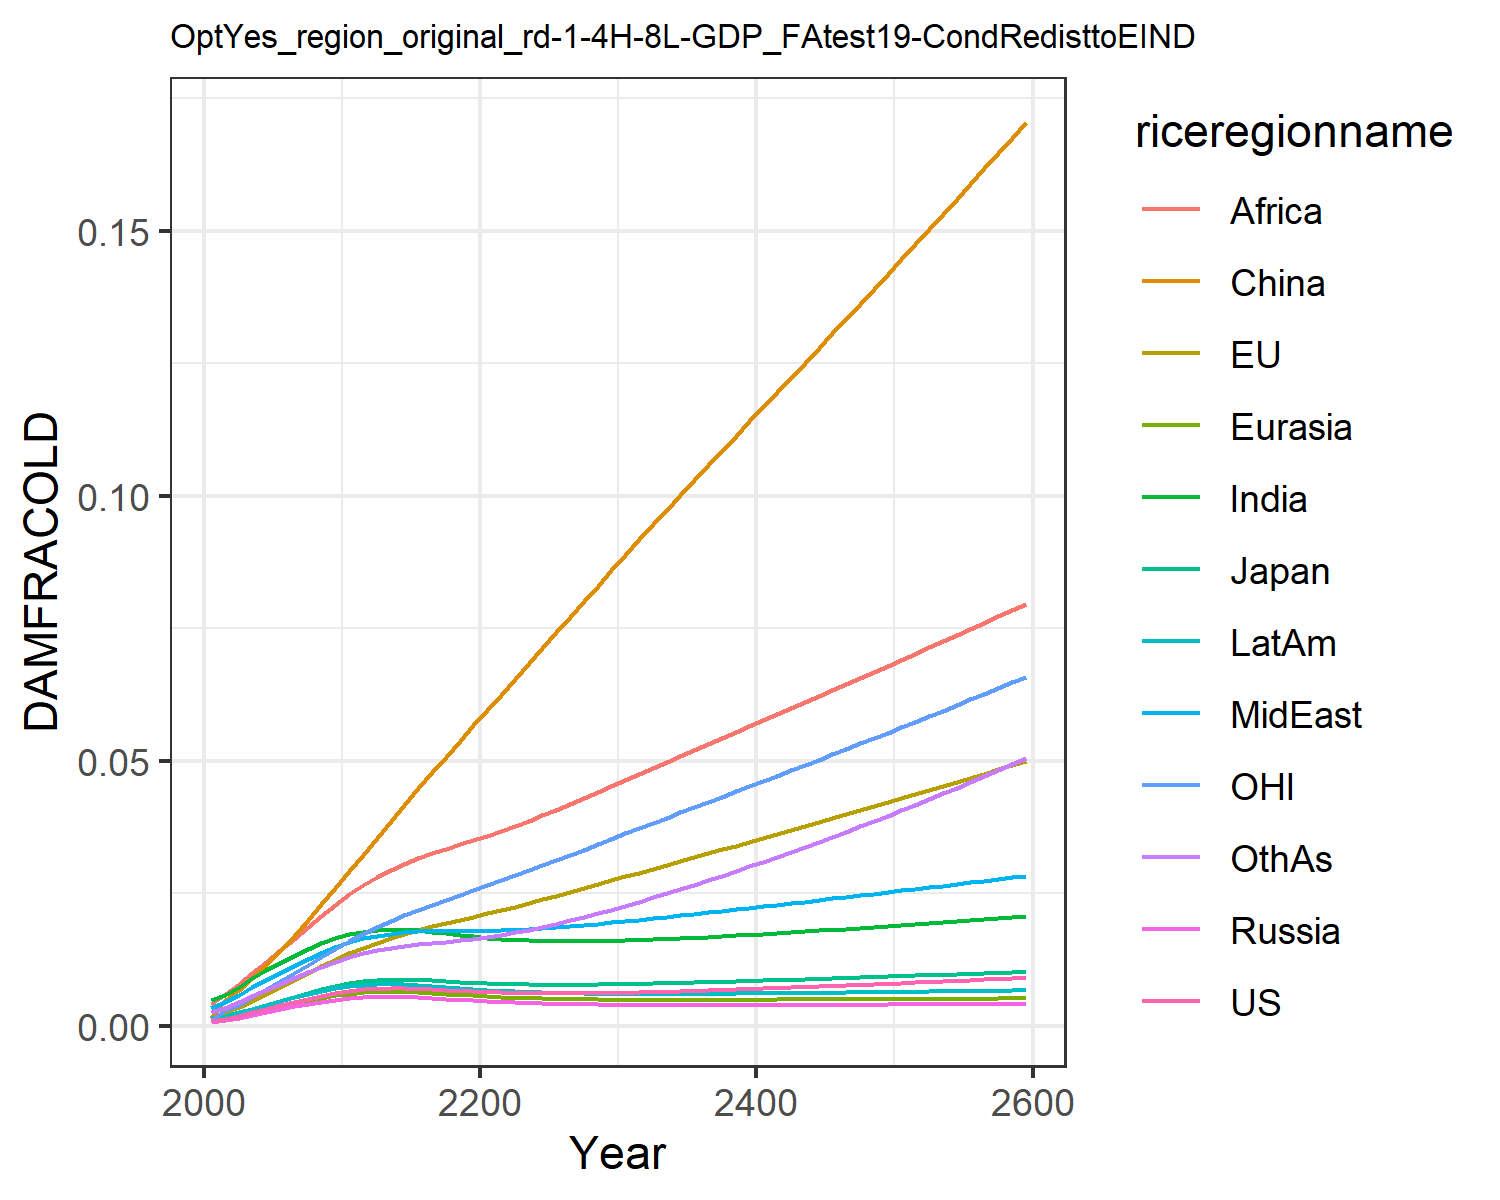 OptYes_region_original_rd-1-4H-8L-GDP_FAtest19-CondRedisttoEIND
DAMFRACOLD
0.15
0.10
0.05
0.00
2000 2200 2400 2600
Year
riceregionname
Africa
China
EU
Eurasia
India
Japan
LatAm
MidEast
OHI
OthAs
Russia
US